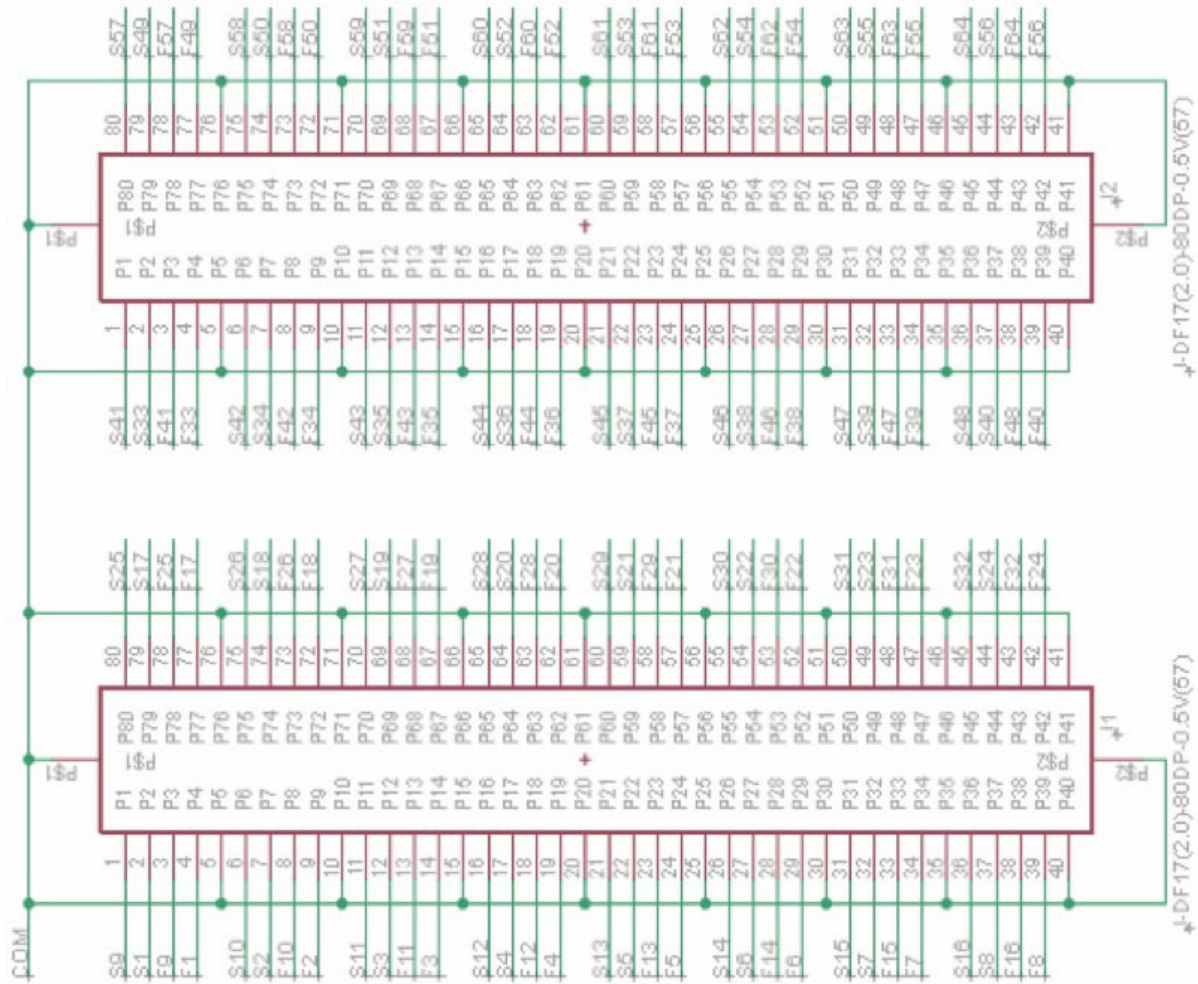 S57 S49 F57 F49 S58 S50 F58 F50 S59 S51 F59 F51 S60 S52 F60 F52 S61 S53 F61 F53 S62 S54 F62 F54 S63 S55 F63 F55 S64 S56 F64 F56
80 79 78 77 76 75 74 73 72 71 70 69 68 67 66 65 64 63 62 61 60 59 58 57 56 55 54 53 52 51 50 49 48 47 46 45 44 43 42 41
P80 P79 P78 P77 P76 P75 P74 P73 P72 P71 P70 P69 P68 P67 P66 P65 P64 P63 P62 P61 P60 P59 P58 P57 P56 P55 P54 P53 P52 P51 P50 P49 P48 P47 P46 P45 P44 P43 P42 P41
P$1 P$1 P$2 P$2
J2
P1 P2 P3 P4 P5 P6 P7 P8 P9 P10 P11 P12 P13 P14 P15 P16 P17 P18 P19 P20 P21 P22 P23 P24 P25 P26 P27 P28 P29 P30 P31 P32 P33 P34 P35 P36 P37 P38 P39 P40
1 2 3 4 5 6 7 8 9 10 11 12 13 14 15 16 17 18 19 20 21 22 23 24 25 26 27 28 29 30 31 32 33 34 35 36 37 38 39 40
J-DF17(2.0)-80DP-0.5V(57)
S41 S33 F41 F33 S42 S34 F42 F34 S43 S35 F43 F35 S44 S36 F44 F36 S45 S37 F45 F37 S46 F38 F46 F38 S47 S39 F47 F39 S48 S40 F48 F40
S25 S17 F25 F17 S26 S18 F26 F18 S27 S19 F27 F19 S28 S20 F28 F20 S29 S21 F29 F21 S30 S22 F30 F22 S31 S23 F31 F23 S32 S24 F32 F24
80 79 78 77 76 75 74 73 72 71 70 69 68 67 66 65 64 63 62 61 60 59 58 57 56 55 54 53 52 51 50 49 48 47 46 45 44 43 42 41
P80 P79 P78 P77 P76 P75 P74 P73 P72 P71 P70 P69 P68 P67 P66 P65 P64 P63 P62 P61 P60 P59 P58 P57 P56 P55 P54 P53 P52 P51 P50 P49 P48 P47 P46 P45 P44 P43 P42 P41
P$1 P$1 P$2 P$2
J1
P1 P2 P3 P4 P5 P6 P7 P8 P9 P10 P11 P12 P13 P14 P15 P16 P17 P18 P19 P20 P21 P22 P23 P24 P25 P26 P27 P28 P29 P30 P31 P32 P33 P34 P35 P36 P37 P38 P39 P40
1 2 3 4 5 6 7 8 9 10 11 12 13 14 15 16 17 18 19 20 21 22 23 24 25 26 27 28 29 30 31 32 33 34 35 36 37 38 39 40
J-DF17(2.0)-80DP-0.5V(57)
COM
S9 S1 F9 F1 S10 S2 F10 F2 S11 S3 F11 F3 S12 S4 F12 F4 S13 S5 F13 F5 S14 S6 F14 F6 S15 S7 F15 7 S16 S8 F16 F8